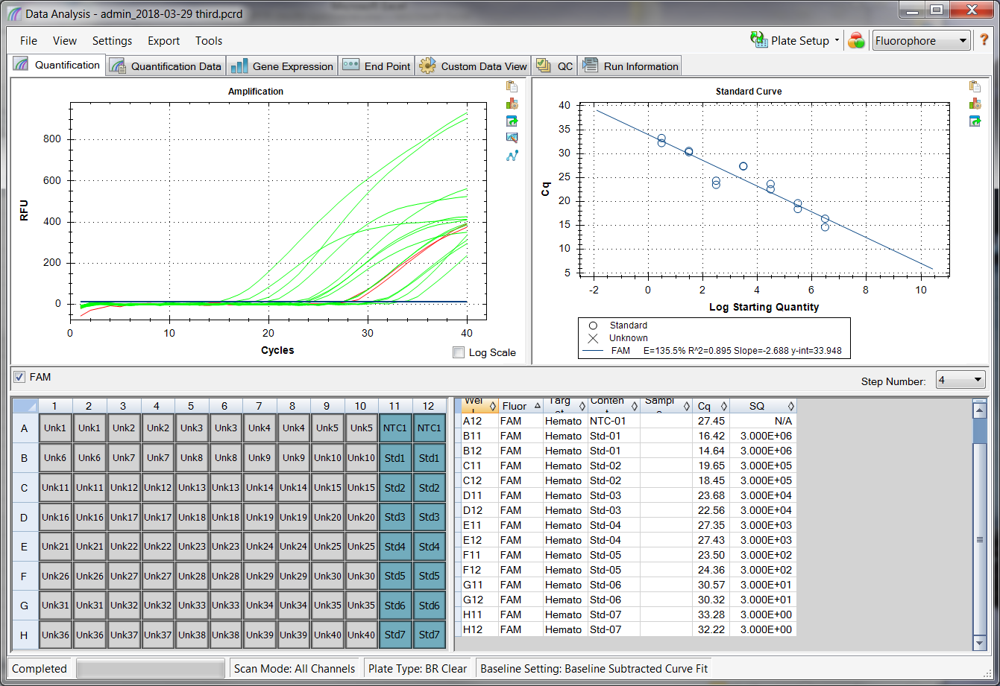 Data Analysis - admin_2018-03-29 third.pcrd
File View Settings Export Tools Plate Setup Fluorophore ?
Quantification Quantification Data Gene Expression End Point Custom Data View QC Run Information
Amplification
800
600
400
200
0
RFU
0 10 20 30 40
Cycles
Log Scale
Standard Curve
40
35
30
25
20
15
10
5
Cq
-2 0 2 4 6 8 10
Log Starting Quantity
Standard
Unknown
FAM E=135.5% R^2=0.895 Slope=-2.688 y-int=33.948
FAM
Step Number: 4
1 2 3 4 5 6 7 8 9 10 11 12
A Unk1 Unk1 Unk2 Unk2 Unk3 Unk3 Unk4 Unk4 Unk5 Unk5 NTC1 NTC1
B Unk6 Unk6 Unk7 Unk7 Unk8 Unk8 Unk9 Unk9 Unk10 Unk10 Std1 Std1
C Unk11 Unk11 Unk12 Unk12 Unk13 Unk13 Unk14 Unk14 Unk15 Unk15 Std2 Std2
D Unk16 Unk16 Unk17 Unk17 Unk18 Unk18 Unk19 Unk19 Unk20 Unk20 Std3 Std3
E Unk21 Unk21 Unk22 Unk22 Unk23 Unk23 Unk24 Unk24 Unk25 Unk25 Std4 Std4
F Unk26 Unk26 Unk27 Unk27 Unk28 Unk28 Unk29 Unk29 Unk30 Unk30 Std5 Std5
G Unk31 Unk31 Unk32 Unk32 Unk33 Unk33 Unk34 Unk34 Unk35 Unk35 Std6 Std6
H Unk36 Unk36 Unk37 Unk37 Unk38 Unk38 Unk39 Unk39 Unk40 Unk40 Std7 Std7
Fluor Cq SQ
A12 FAM Hemato NTC-01 27.45 N/A
B11 FAM Hemato Std-01 16.42 3.000E+06
B12 FAM Hemato Std-01 14.64 3.000E+06
C11 FAM Hemato Std-02 19.65 3.000E+05
C12 FAM Hemato Std-02 18.45 3.000E+05
D11 FAM Hemato Std-03 23.68 3.000E+04
D12 FAM Hemato Std-03 22.56 3.000E+04
E11 FAM Hemato Std-04 27.35 3.000E+03
E12 FAM Hemato Std-04 27.43 3.000E+03
F11 FAM Hemato Std-05 23.50 3.000E+02
F12 FAM Hemato Std-05 24.36 3.000E+02
G11 FAM Hemato Std-06 30.57 3.000E+01
G12 FAM Hemato Std-06 30.32 3.000E+01
H11 FAM Hemato Std-07 33.28 3.000E+00
H12 FAM Hemato Std-07 32.22 3.000E+00
Completed Scan Mode: All Channels Plate Type: BR Clear Baseline Setting: Baseline Subtracted Curve Fit